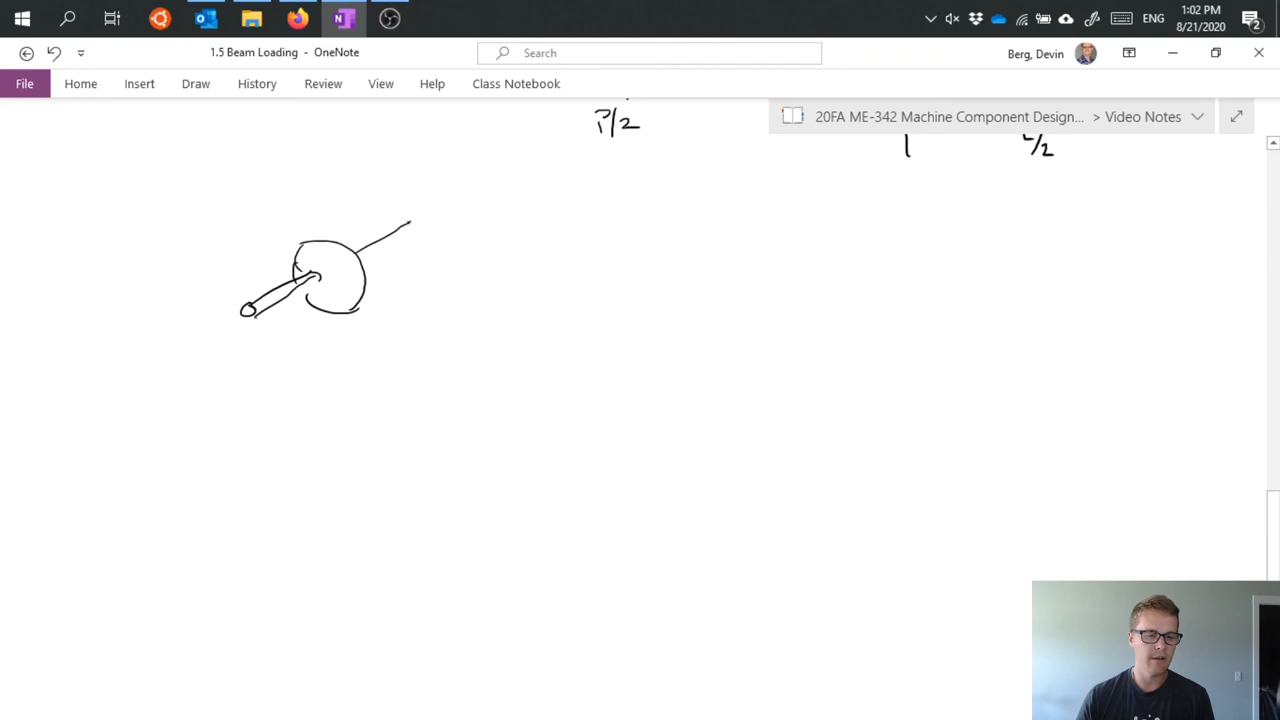 1:02 PM
ENG
8/21/2020
2
1.5 Beam Loading - OneNote
Search
Berg, Devin
File Home Insert Draw History Review View Help Class Notebook
20FA ME-342 Machine Component Design... > Video Notes
P/2
L/2